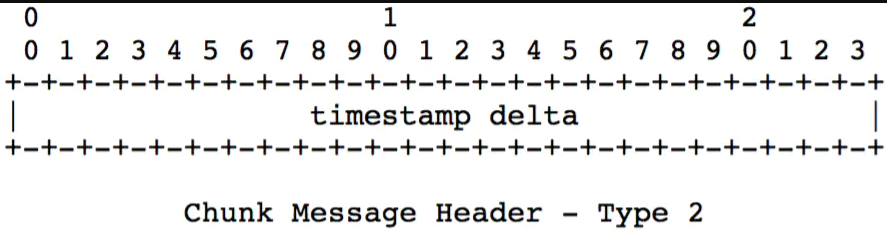 0                   1                   2
 0 1 2 3 4 5 6 7 8 9 0 1 2 3 4 5 6 7 8 9 0 1 2 3
+-+-+-+-+-+-+-+-+-+-+-+-+-+-+-+-+-+-+-+-+-+-+-+-+
|                timestamp delta                |
+-+-+-+-+-+-+-+-+-+-+-+-+-+-+-+-+-+-+-+-+-+-+-+-+
Chunk Message Header - Type 2